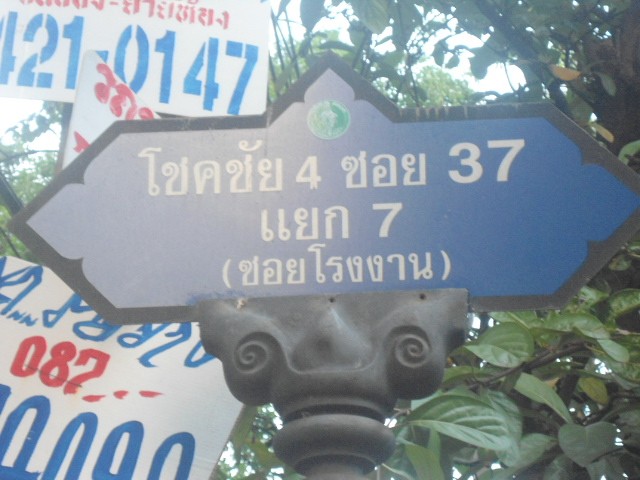 421-0147
โชคชัย 4 ซอย 37
แยก 7
(ซอยโรงงาน)
087